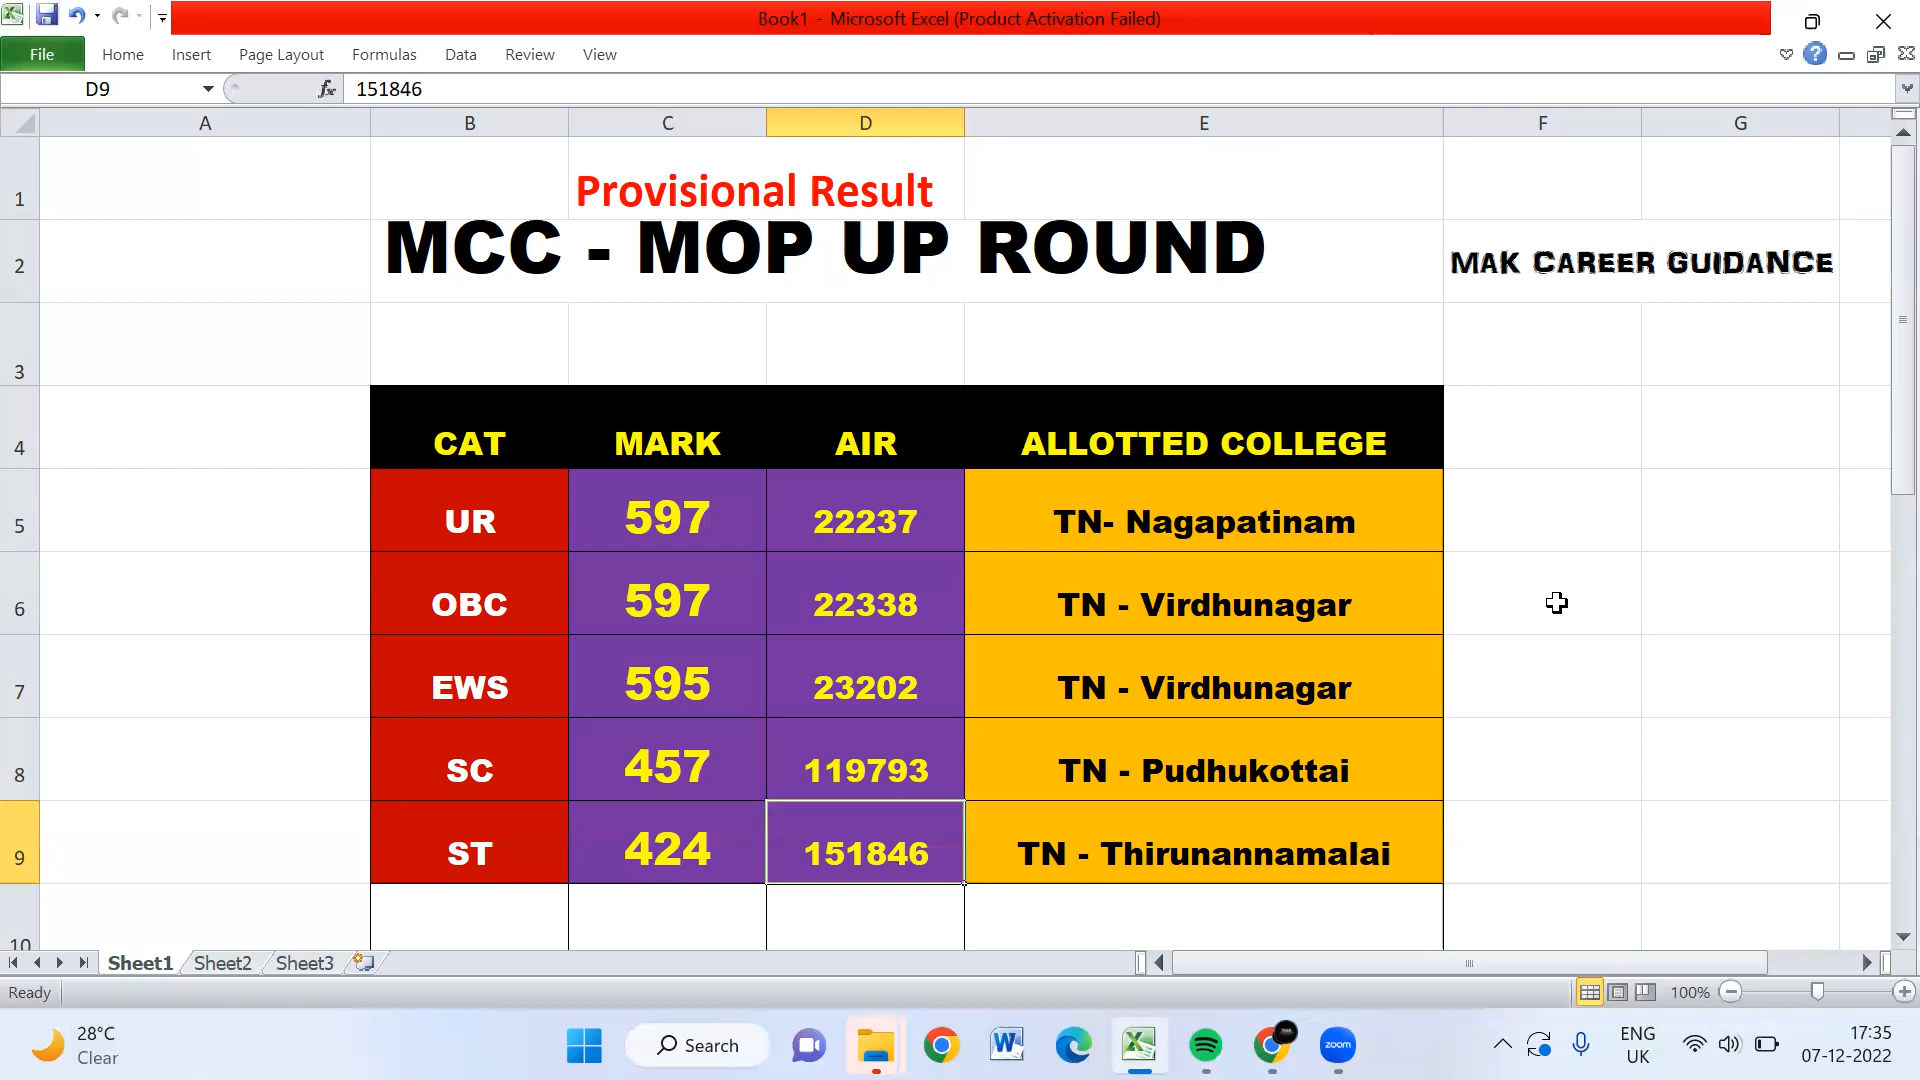 Book1 - Microsoft Excel (Product Activation Failed)
File Home Insert Page Layout Formulas Data Review View
D9 fx 151846
A B C D E F G
1 Provisional Result
2 MCC - MOP UP ROUND MAK CAREER GUIDANCE
3
4 CAT MARK AIR ALLOTTED COLLEGE
5 UR 597 22237 TN- Nagapatinam
6 OBC 597 22338 TN - Virdhunagar
7 EWS 595 23202 TN - Virdhunagar
8 SC 457 119793 TN - Pudhukottai
9 ST 424 151846 TN - Thirunannamalai
10
Sheet1 Sheet2 Sheet3
Ready 100%
28°C
Clear
Search
zoom
ENG
UK
17:35
07-12-2022